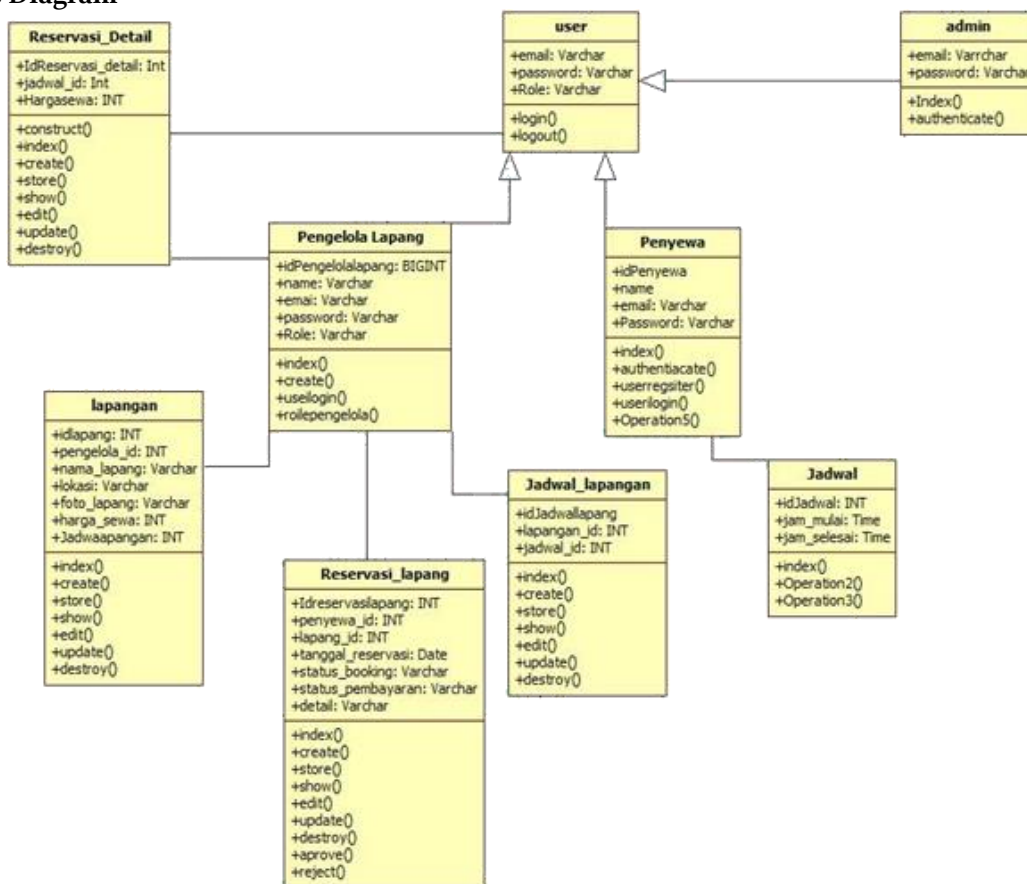 Diagram
Reservasi_Detail
+IdReservasi_detail: Int
+jadwal_id: Int
+Hargasewa: INT
+construct()
+index()
+create()
+store()
+show()
+edit()
+update()
+destroy()
user
+email: Varchar
+password: Varchar
+Role: Varchar
+login()
+logout()
admin
+email: Varrchar
+password: Varchar
+Index()
+authenticate()
Pengelola Lapang
+idPengelolalapang: BIGINT
+name: Varchar
+emai: Varchar
+password: Varchar
+Role: Varchar
+index()
+create()
+useilogin()
+roilepengelola()
Penyewa
+idPenyewa
+name
+email: Varchar
+Password: Varchar
+index()
+authentiacate()
+userregsiter()
+userilogin()
+Operation5()
lapangan
+idlapang: INT
+pengelola_id: INT
+nama_lapang: Varchar
+lokasi: Varchar
+foto_lapang: Varchar
+harga_sewa: INT
+Jadwaapangan: INT
+index()
+create()
+store()
+show()
+edit()
+update()
+destroy()
Jadwal_lapangan
+idJadwallapang
+lapangan_id: INT
+jadwal_id: INT
+index()
+create()
+store()
+show()
+edit()
+update()
+destroy()
Jadwal
+idJadwal: INT
+jam_mulai: Time
+jam_selesai: Time
+index()
+Operation2()
+Operation3()
Reservasi_lapang
+Idreservasilapang: INT
+penyewa_id: INT
+lapang_id: INT
+tanggal_reservasi: Date
+status_booking: Varchar
+status_pembayaran: Varchar
+detail: Varchar
+index()
+create()
+store()
+show()
+edit()
+update()
+destroy()
+aprove()
+reject()